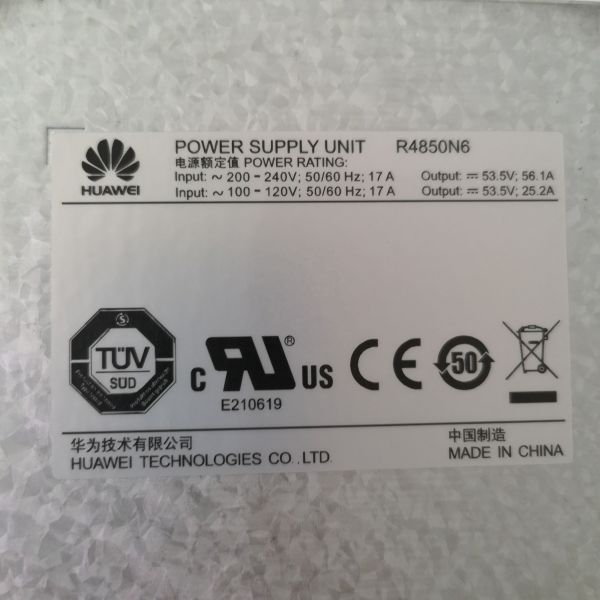 HUAWEI
POWER SUPPLY UNIT R4850N6
电源额定值 POWER RATING:
Input: ~ 200-240V; 50/60 Hz; 17 A Output: ⎓ 53.5V; 56.1A
Input: ~ 100-120V; 50/60 Hz; 17 A Output: ⎓ 53.5V; 25.2A
S
TÜV
SÜD
c RU ® US
E210619
CE
50
华为技术有限公司
HUAWEI TECHNOLOGIES CO.,LTD.
中国制造
MADE IN CHINA